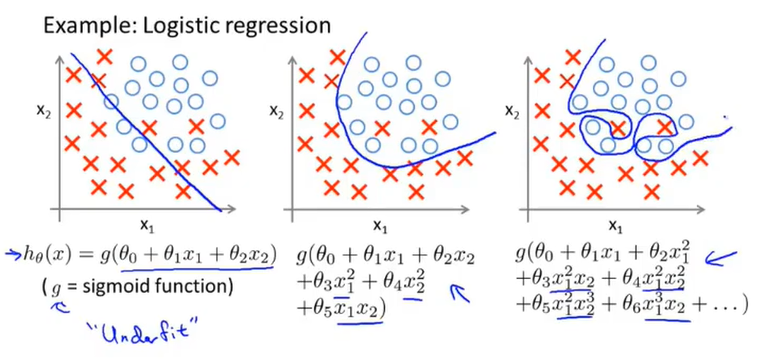 Example: Logistic regression
x₂
x₁
x₂
x₁
x₂
x₁
h_θ(x) = g(θ₀ + θ₁x₁ + θ₂x₂)
( g = sigmoid function)
"Underfit"
g(θ₀ + θ₁x₁ + θ₂x₂
+θ₃x₁² + θ₄x₂²
+θ₅x₁x₂)
g(θ₀ + θ₁x₁ + θ₂x₁²
+θ₃x₁²x₂ + θ₄x₁²x₂²
+θ₅x₁²x₂³ + θ₆x₁³x₂ + . . . )